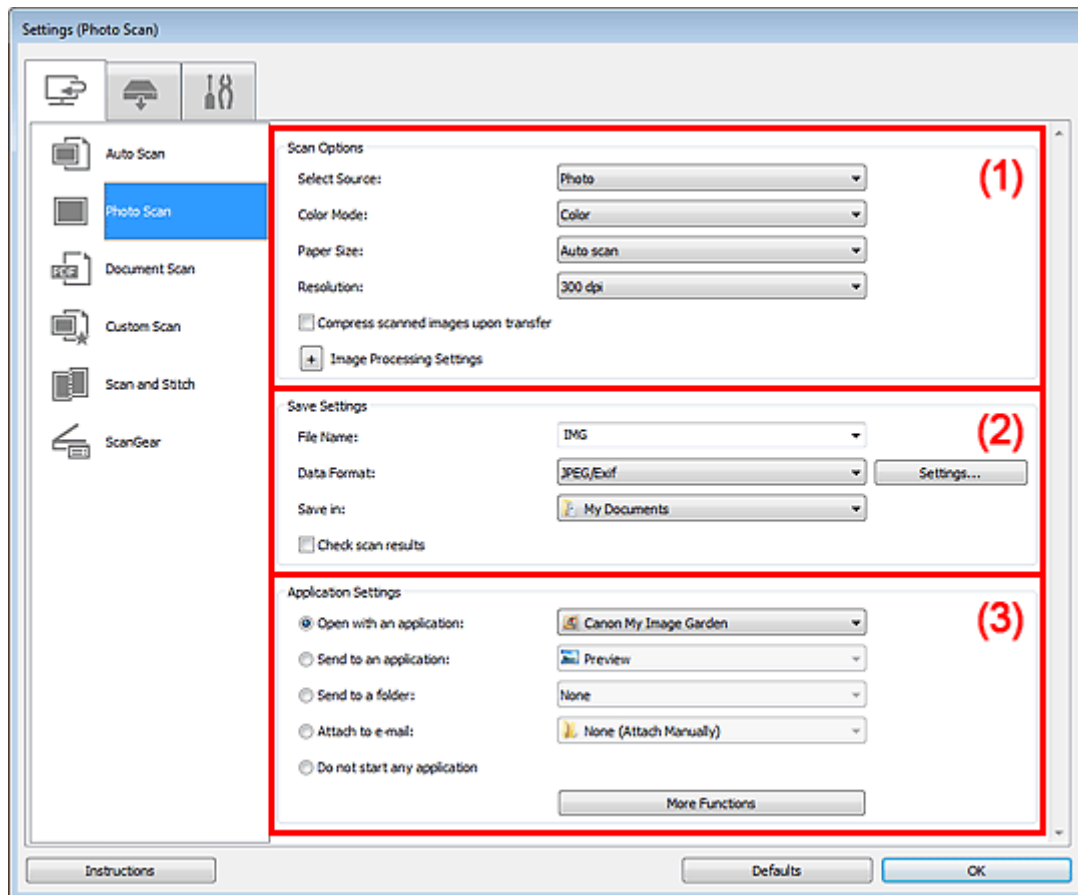 Settings (Photo Scan)
Auto Scan
Photo Scan
PDF
Document Scan
Custom Scan
Scan and Stitch
ScanGear
Scan Options
(1)
Select Source: Photo
Color Mode: Color
Paper Size: Auto scan
Resolution: 300 dpi
Compress scanned images upon transfer
+ Image Processing Settings
Save Settings
(2)
File Name: IMG
Data Format: JPEG/Exif Settings...
Save in: My Documents
Check scan results
Application Settings
(3)
Open with an application: Canon My Image Garden
Send to an application: Preview
Send to a folder: None
Attach to e-mail: None (Attach Manually)
Do not start any application
More Functions
Instructions Defaults OK